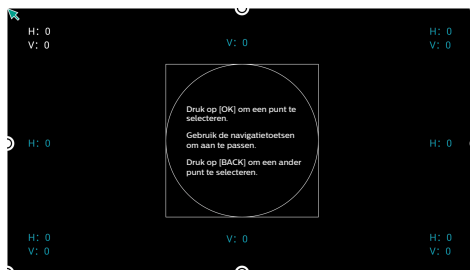 H: 0
V: 0
V: 0
H: 0
V: 0
Druk op [OK] om een punt te
selecteren.
Gebruik de navigatietoetsen
om aan te passen.
Druk op [BACK] om een ander
punt te selecteren.
H: 0
H: 0
H: 0
V: 0
V: 0
H: 0
V: 0